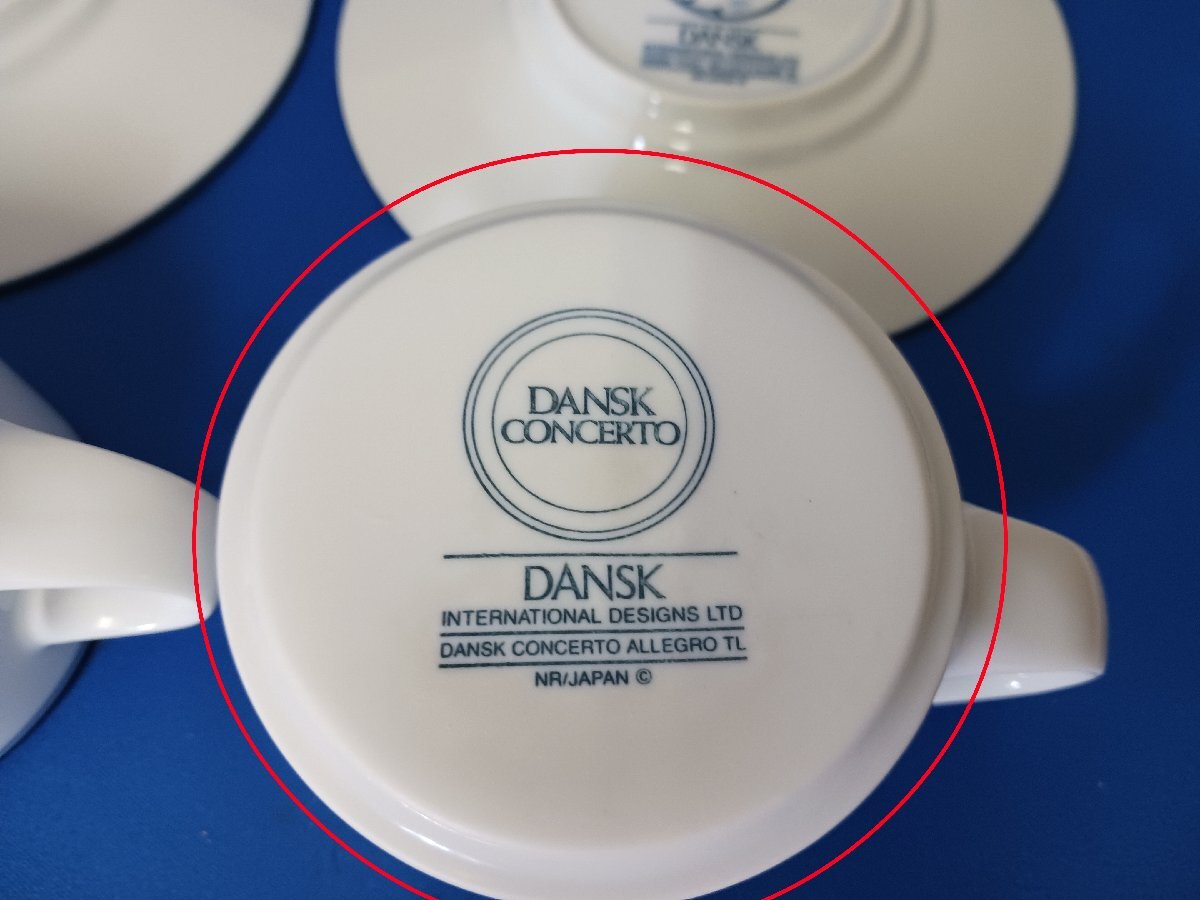 DANSK
DANSK
CONCERTO
DANSK
INTERNATIONAL DESIGNS LTD
DANSK CONCERTO ALLEGRO TL
NR/JAPAN ©